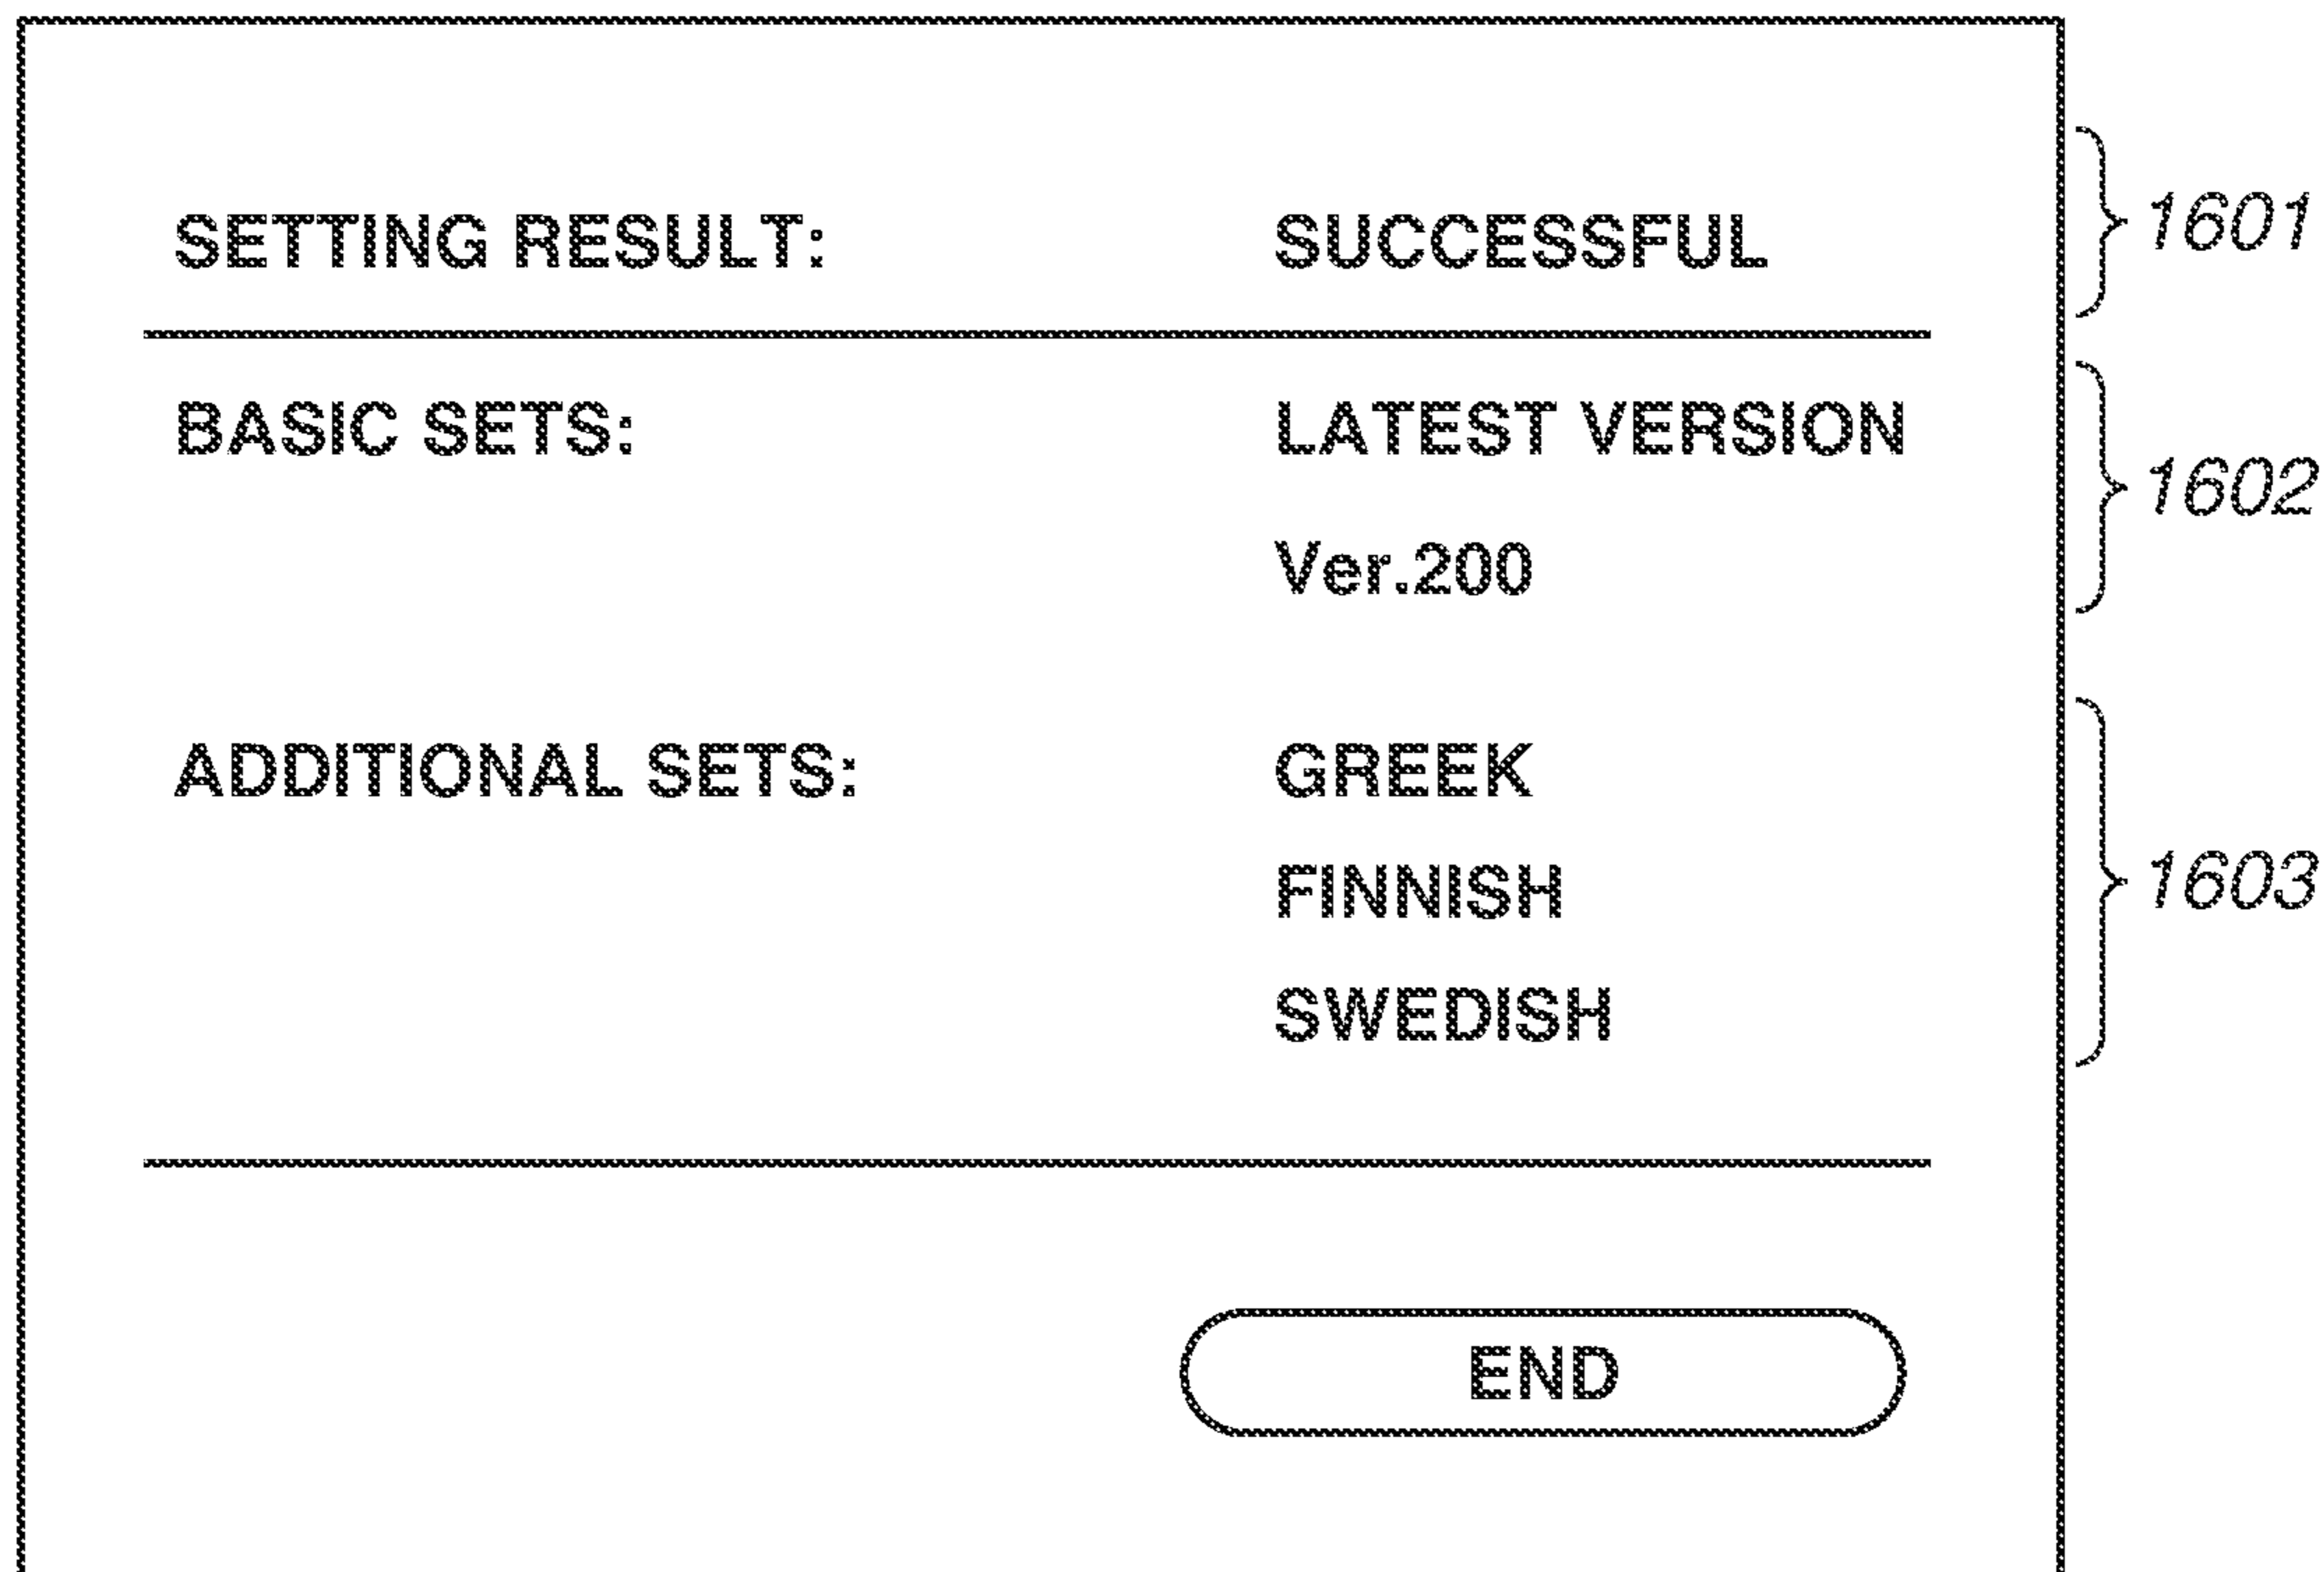 SETTING RESULT: SUCCESSFUL 1601
BASIC SETS: LATEST VERSION
1602
Ver.200
ADDITIONAL SETS: GREEK
FINNISH 1603
SWEDISH
END